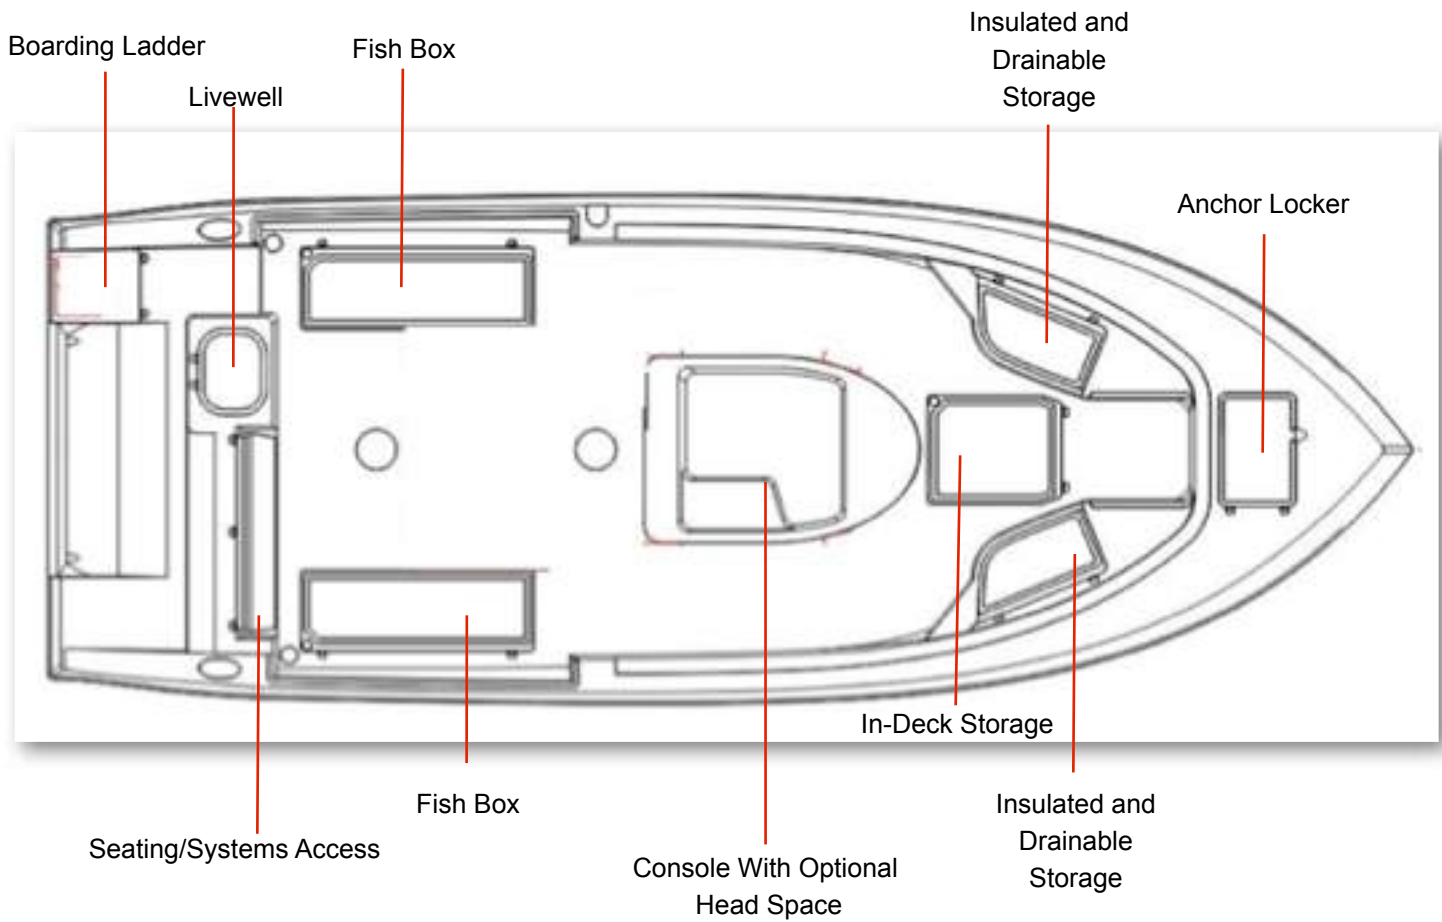 Insulated and
Drainable
Storage
Boarding Ladder
Fish Box
Livewell
Anchor Locker
In-Deck Storage
Fish Box
Insulated and
Drainable
Storage
Seating/Systems Access
Console With Optional
Head Space